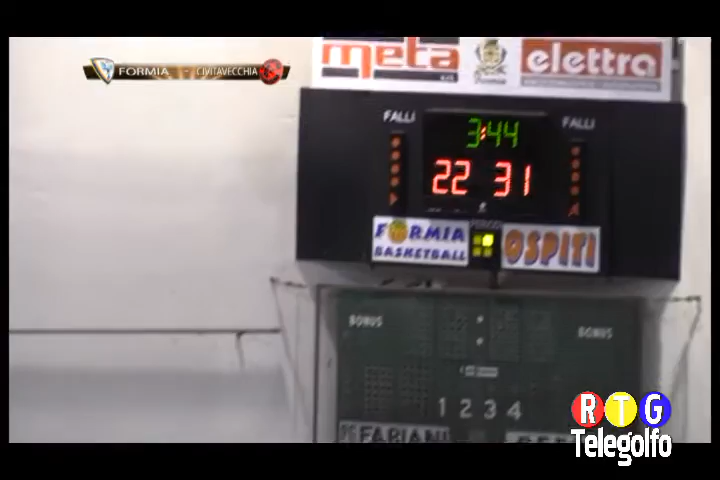 FORMIA - CIVITAVECCHIA
meta
elettra
FALLI
FALLI
3:44
22 31
FORMIA
BASKETBALL
OSPITI
BONUS
BONUS
1 2 3 4
FABIANI
RTG
Telegolfo